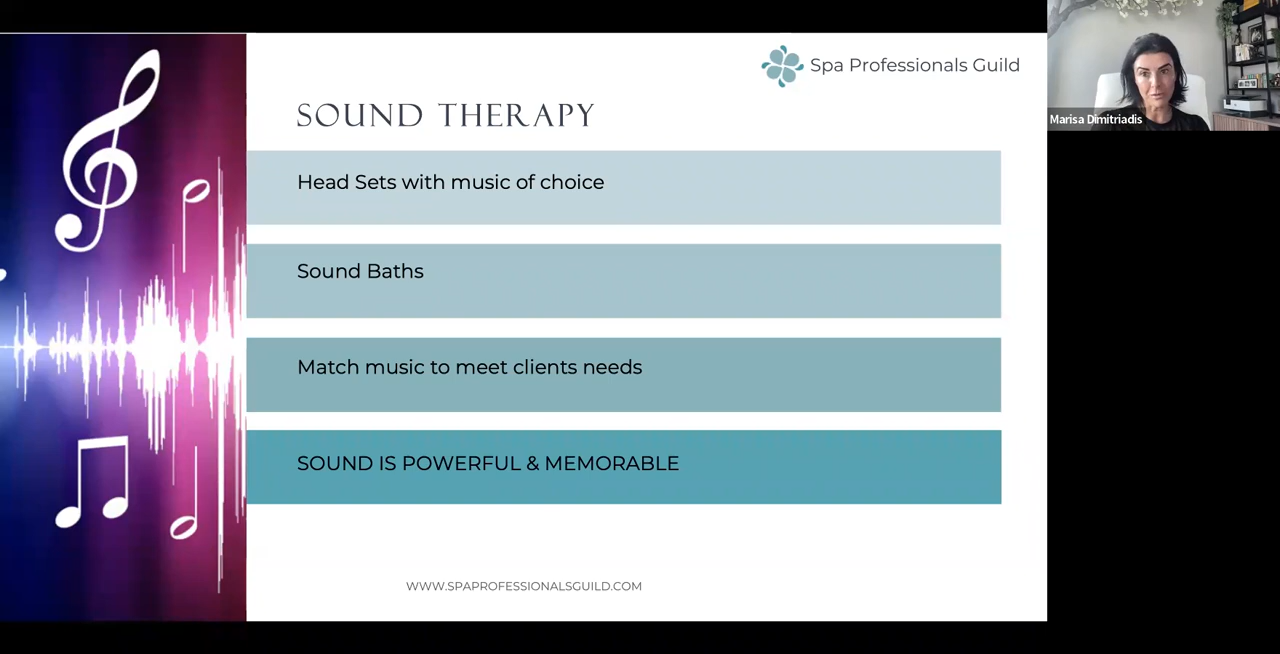 Spa Professionals Guild
SOUND THERAPY
Head Sets with music of choice
Sound Baths
Match music to meet clients needs
SOUND IS POWERFUL & MEMORABLE
WWW.SPAPROFESSIONALSGUILD.COM
Marisa Dimitriadis